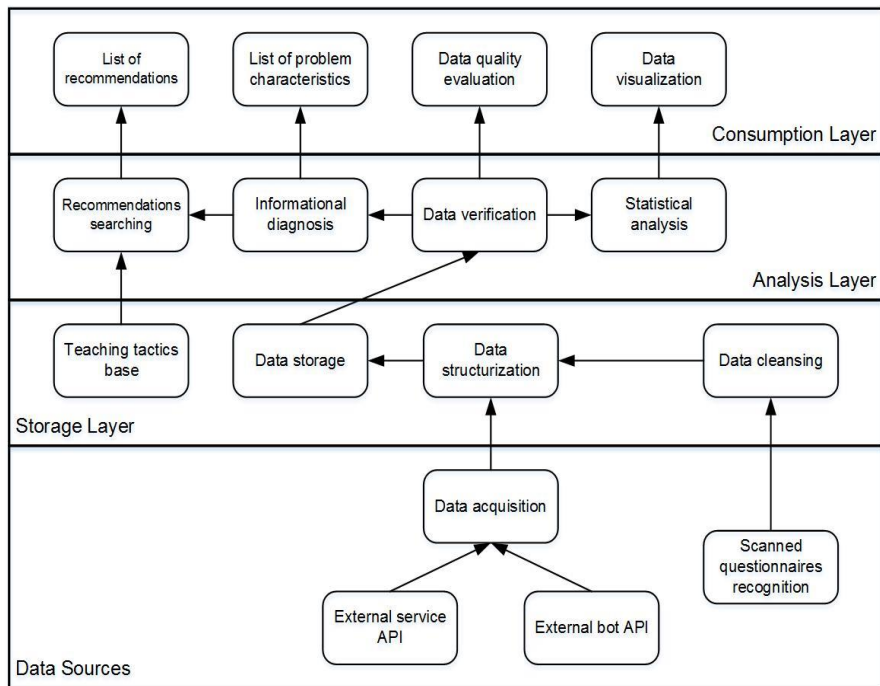 List of
recommendations
List of problem
characteristics
Data quality
evaluation
Data
visualization
Consumption Layer
Recommendations
searching
Informational
diagnosis
Data verification
Statistical
analysis
Analysis Layer
Teaching tactics
base
Data storage
Data
structurization
Data cleansing
Storage Layer
Data acquisition
Scanned
questionnaires
recognition
External service
API
External bot API
Data Sources